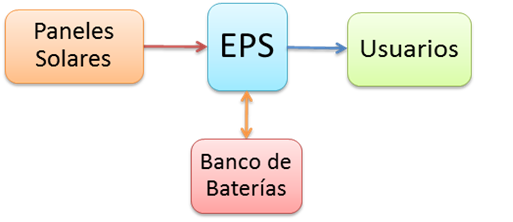 Paneles
Solares
EPS
Usuarios
Banco de
Baterías